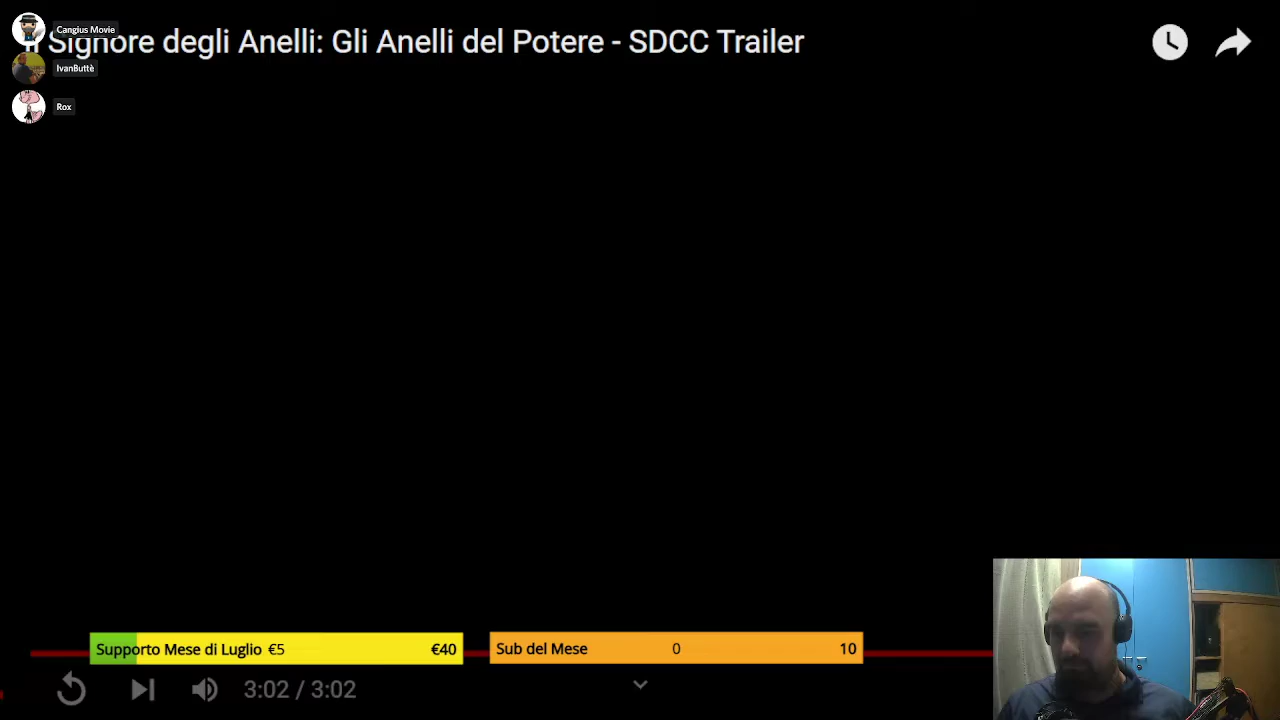 Cangius Movie
Il Signore degli Anelli: Gli Anelli del Potere - SDCC Trailer
IvanButtè
Rox
Supporto Mese di Luglio €5 €40
Sub del Mese 0 10
3:02 / 3:02